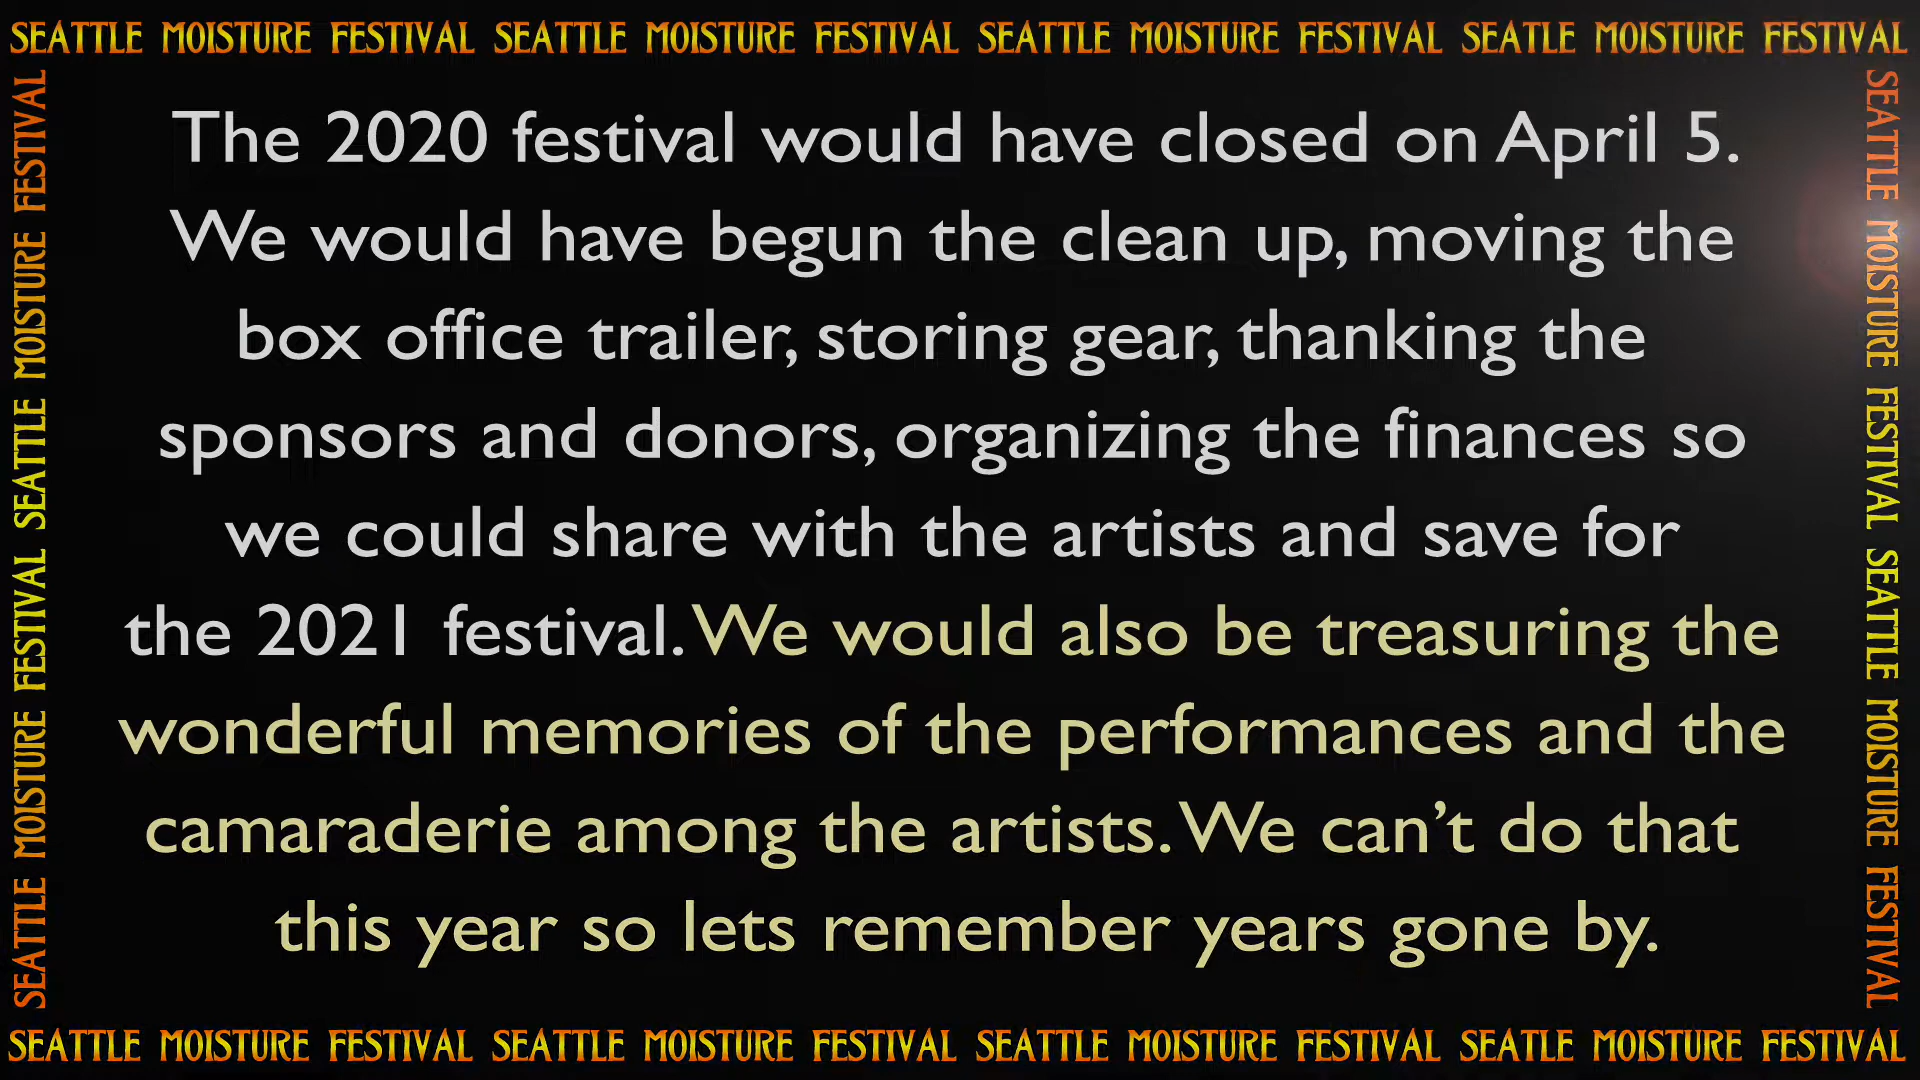 SEATTLE MOISTURE FESTIVAL SEATTLE MOISTURE FESTIVAL SEATTLE MOISTURE FESTIVAL SEATLE MOISTURE FESTIVAL
SEATTLE MOISTURE FESTIVAL SEATTLE MOISTURE FESTIVAL
The 2020 festival would have closed on April 5.
We would have begun the clean up, moving the
box office trailer, storing gear, thanking the
sponsors and donors, organizing the finances so
we could share with the artists and save for
the 2021 festival. We would also be treasuring the
wonderful memories of the performances and the
camaraderie among the artists. We can’t do that
this year so lets remember years gone by.
SEATTLE MOISTURE FESTIVAL SEATTLE MOISTURE FESTIVAL
SEATTLE MOISTURE FESTIVAL SEATTLE MOISTURE FESTIVAL SEATTLE MOISTURE FESTIVAL SEATLE MOISTURE FESTIVAL